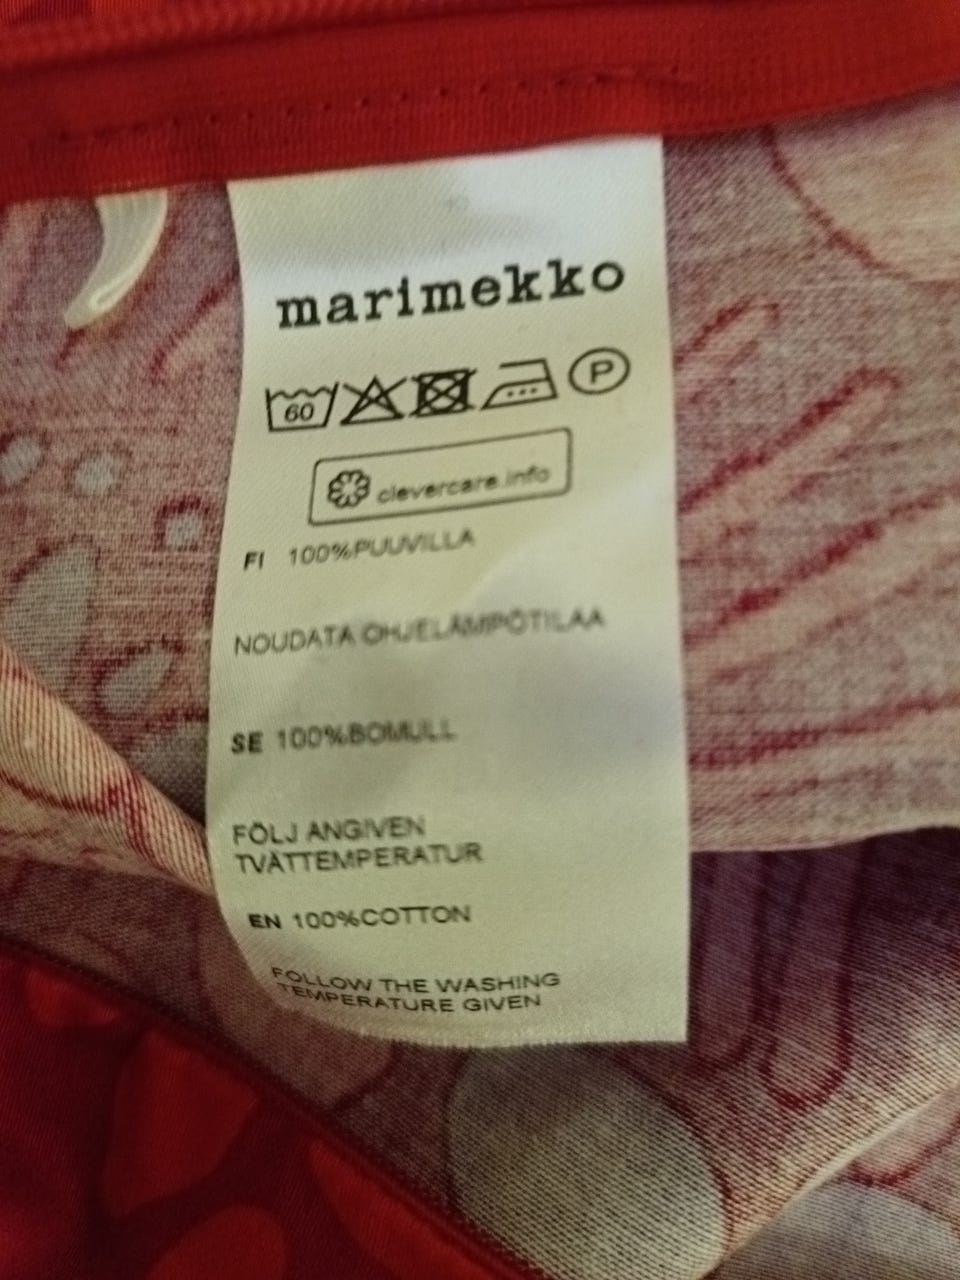 marimekko
60 P
clevercare.info
FI 100%PUUVILLA
NOUDATA OHJELÄMPÖTILAA
SE 100%BOMULL
FÖLJ ANGIVEN
TVÄTTEMPERATUR
EN 100%COTTON
FOLLOW THE WASHING
TEMPERATURE GIVEN